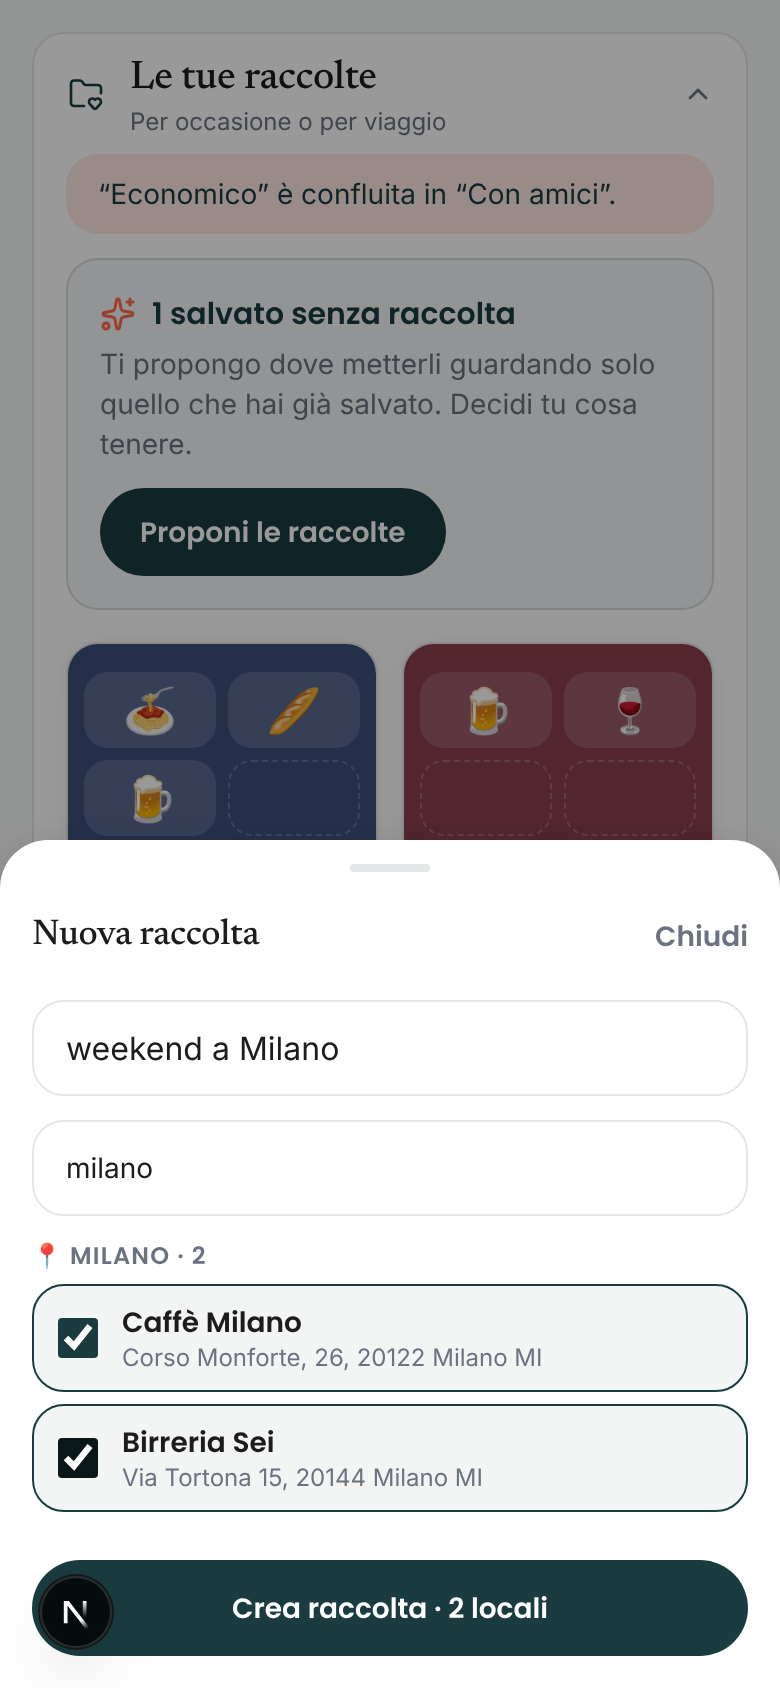 Le tue raccolte
Per occasione o per viaggio
“Economico” è confluita in “Con amici”.
1 salvato senza raccolta
Ti propongo dove metterli guardando solo
quello che hai già salvato. Decidi tu cosa
tenere.
Proponi le raccolte
Nuova raccolta
Chiudi
weekend a Milano
milano
MILANO · 2
Caffè Milano
Corso Monforte, 26, 20122 Milano MI
Birreria Sei
Via Tortona 15, 20144 Milano MI
N
Crea raccolta · 2 locali